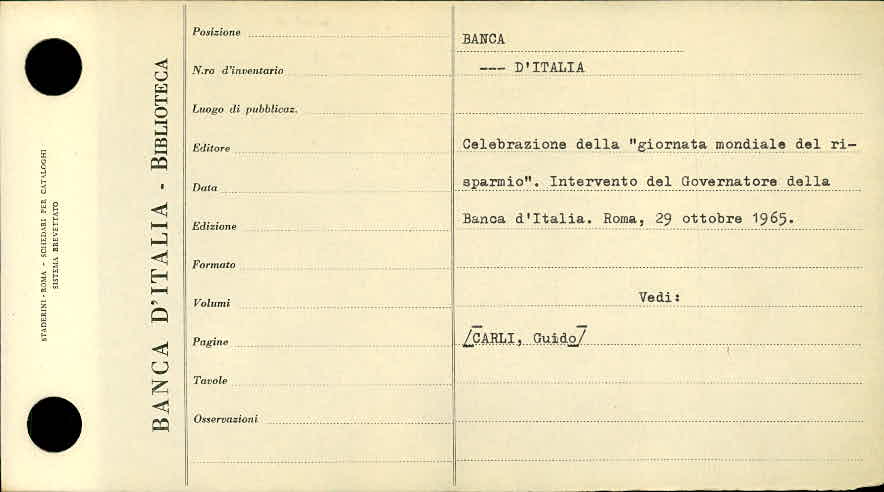 STADERINI - ROMA - SCHEDARI PER CATALOGHI
SISTEMA BREVETTATO
BANCA D'ITALIA - BIBLIOTECA
Posizione
N.ro d'inventario
Luogo di pubblicaz.
Editore
Data
Edizione
Formato
Volumi
Pagine
Tavole
Osservazioni
BANCA
--- D'ITALIA
Celebrazione della "giornata mondiale del ri-
sparmio". Intervento del Governatore della
Banca d'Italia. Roma, 29 ottobre 1965.
Vedi:
/CARLI, Guido/